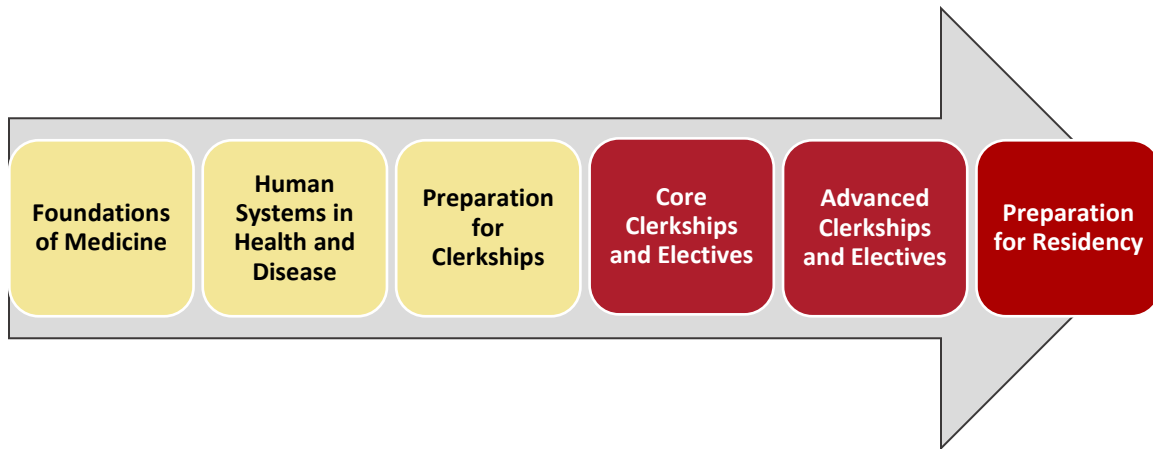 Foundations
of Medicine
Human
Systems in
Health and
Disease
Preparation
for
Clerkships
Core
Clerkships
and Electives
Advanced
Clerkships
and Electives
Preparation
for Residency